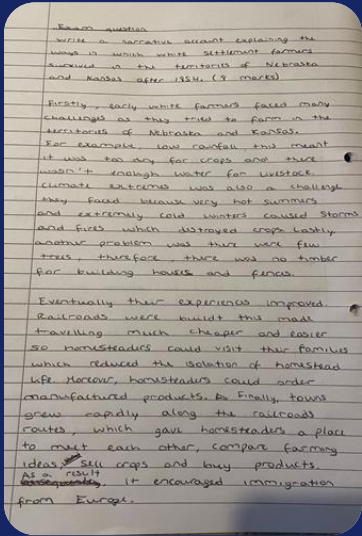 Exam question
Write a narrative account explaining the
ways in which white settlement farmers
survived in the territories of Nebraska
and Kansas after 1854. (8 marks)
Firstly, early white farmers faced many
challenges as they tried to farm in the
territories of Nebraska and Kansas.
For example, low rainfall, this meant
it was too dry for crops and there
wasn't enough water for livestock.
climate extremes was also a challenge
they faced because very hot summers
and extremely cold winters caused storms
and fires which distroyed crops Lastly
another problem was there were few
trees, therefore, there was no timber
for building houses and fences.
Eventually their experiences improved.
Railroads were buildt this made
travelling much cheaper and easier
so homesteaders could visit their families
which reduced the isolation of homestead
life. Moreover, homesteaders could order
manufactured products. Finally, towns
grew rapidly along the railroads
routes, which gave homesteaders a place
to meet each other, compare farming
ideas, sell crops and buy products.
As a result
it encouraged immigration
from Europe.